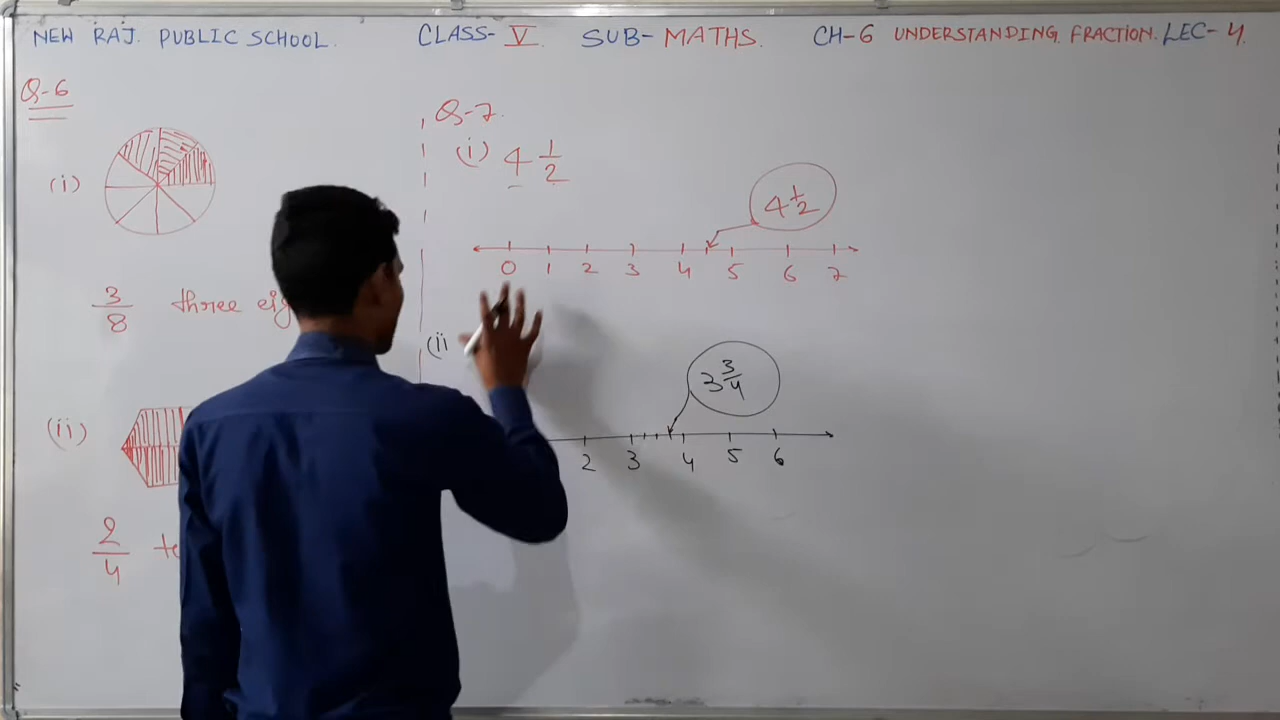 NEW RAJ. PUBLIC SCHOOL. CLASS- V. SUB- MATHS. CH-6 UNDERSTANDING FRACTION. LEC- 4.
Q-6
(i)
3/8 three
(ii)
2/4
Q-7
(i) 4 1/2
4 1/2
0 1 2 3 4 5 6 7
(ii
3 3/4
2 3 4 5 6